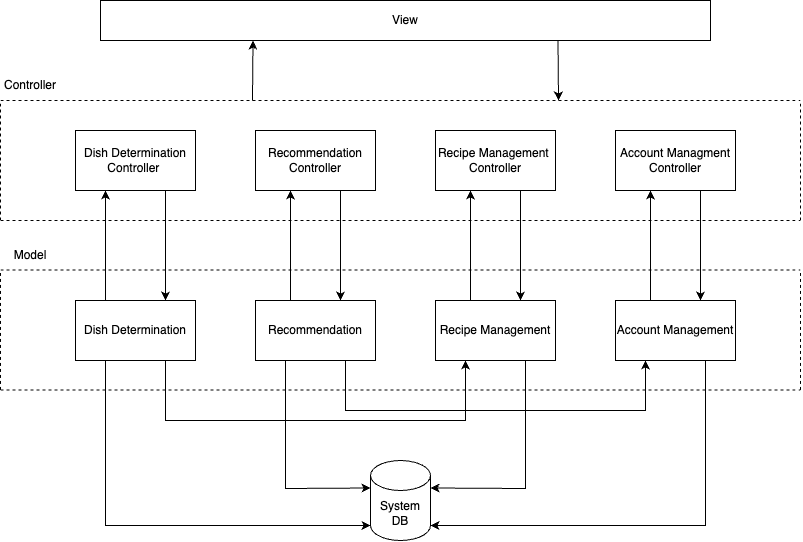 View
Controller
Dish Determination
Controller
Recommendation
Controller
Recipe Management
Controller
Account Managment
Controller
Model
Dish Determination
Recommendation
Recipe Management
Account Management
System
DB